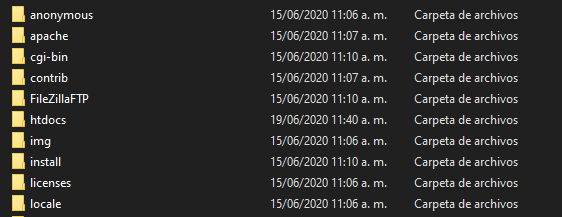 anonymous 15/06/2020 11:06 a. m. Carpeta de archivos
apache 15/06/2020 11:07 a. m. Carpeta de archivos
cgi-bin 15/06/2020 11:10 a. m. Carpeta de archivos
contrib 15/06/2020 11:07 a. m. Carpeta de archivos
FileZillaFTP 15/06/2020 11:10 a. m. Carpeta de archivos
htdocs 19/06/2020 11:40 a. m. Carpeta de archivos
img 15/06/2020 11:06 a. m. Carpeta de archivos
install 15/06/2020 11:10 a. m. Carpeta de archivos
licenses 15/06/2020 11:06 a. m. Carpeta de archivos
locale 15/06/2020 11:06 a. m. Carpeta de archivos